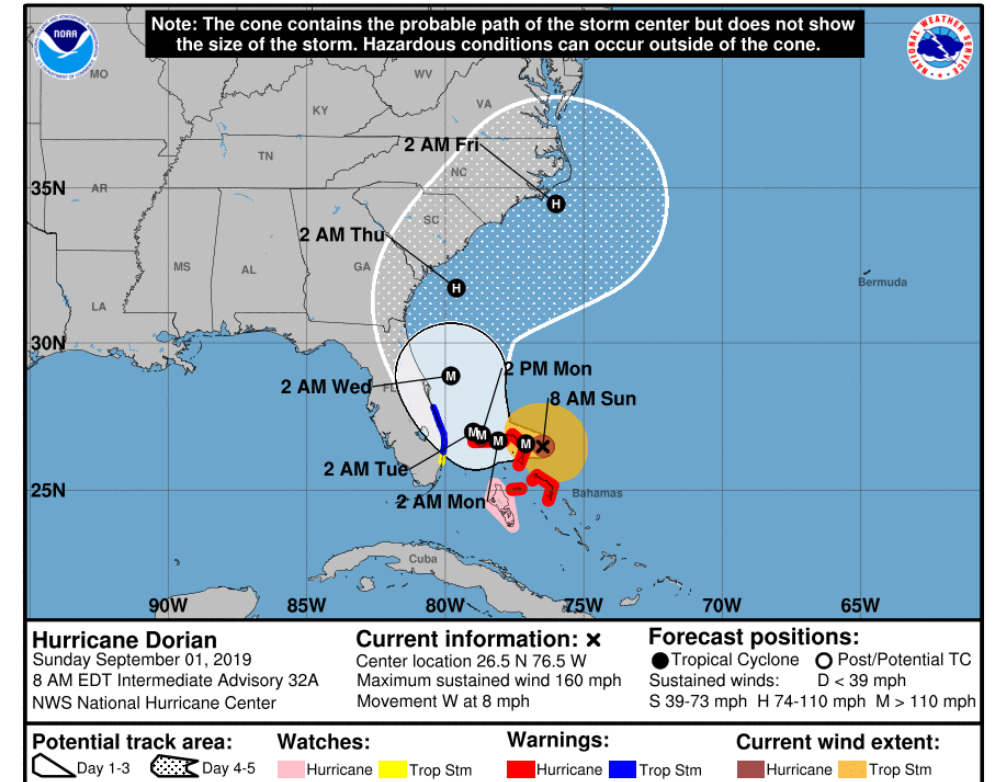 Note: The cone contains the probable path of the storm center but does not show
the size of the storm. Hazardous conditions can occur outside of the cone.
NOAA
NATIONAL WEATHER SERVICE
MO
WV
KY
VA
2 AM Fri
TN
NC
35N
AR
SC
2 AM Thu
MS
AL
GA
Bermuda
LA
30N
2 PM Mon
2 AM Wed
FL
8 AM Sun
H
H
M
M
M
M
M
2 AM Tue
25N
2 AM Mon
Bahamas
Cuba
90W
85W
80W
75W
70W
65W
Hurricane Dorian
Sunday September 01, 2019
8 AM EDT Intermediate Advisory 32A
NWS National Hurricane Center
Current information: x
Center location 26.5 N 76.5 W
Maximum sustained wind 160 mph
Movement W at 8 mph
Forecast positions:
Tropical Cyclone Post/Potential TC
Sustained winds: D < 39 mph
S 39-73 mph H 74-110 mph M > 110 mph
Potential track area:
Day 1-3 Day 4-5
Watches:
Hurricane Trop Stm
Warnings:
Hurricane Trop Stm
Current wind extent:
Hurricane Trop Stm